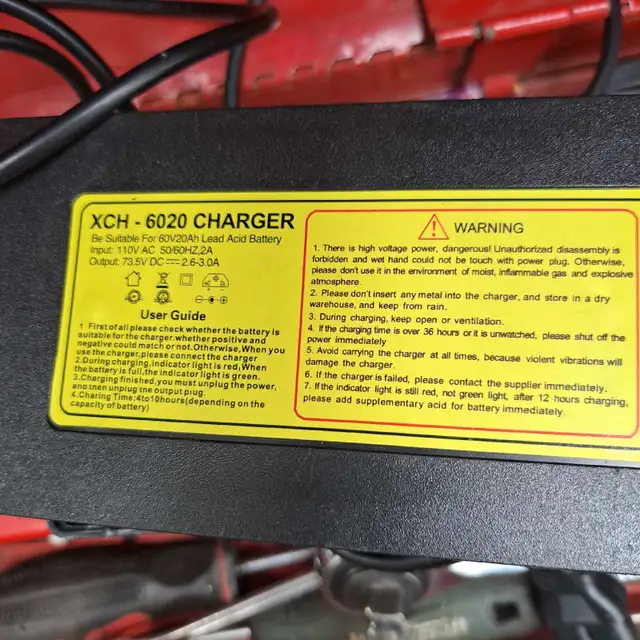 XCH - 6020 CHARGER
Be Suitable For 60V20Ah Lead Acid Battery
Input: 110V AC 50/60HZ,2A
Output: 73.5V DC⎓2.6-3.0A
User Guide
1 First of all please check whether the battery is
suitable for the charger.whether positive and
negative could match or not.Otherwise,When you
use the charger,please connect the charger
2.During charging,indicator light is red,When
the battery is full,the indicator light is green.
3.Charging finished,you must unplug the power,
and then unplug the output plug.
4.Charing Time:4to10hours(depending on the
capacity of battery)
WARNING
1. There is high voltage power, dangerous! Unauthorized disassembly is
forbidden and wet hand could not be touch with power plug. Otherwise,
please don't use it in the environment of moist, inflammable gas and explosive
atmosphere.
2. Please don't insert any metal into the charger, and store in a dry
warehouse, and keep from rain.
3. During charging, keep open or ventilation.
4. If the charging time is over 36 hours or it is unwatched, please shut off the
power immediately
5. Avoid carrying the charger at all times, because violent vibrations will
damage the charger.
6. If the charger is failed, please contact the supplier immediately.
7. If the indicator light is still red, not green light, after 12 hours charging,
please add supplementary acid for battery immediately.